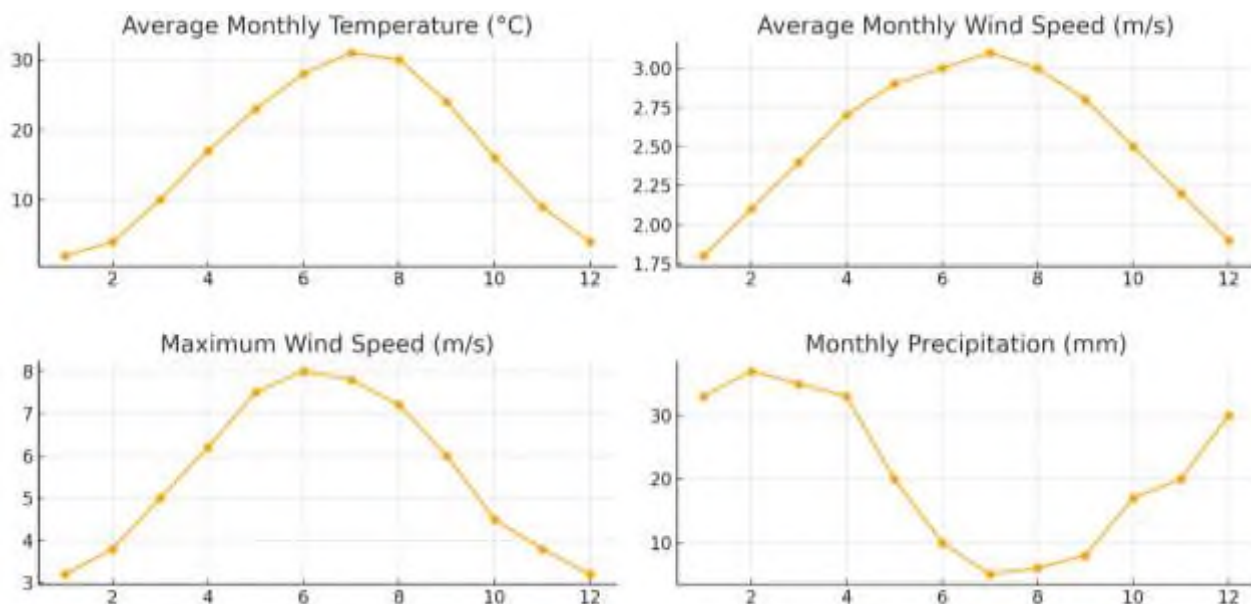 Average Monthly Temperature (°C)
30
20
10
2 4 6 8 10 12
Average Monthly Wind Speed (m/s)
3.00
2.75
2.50
2.25
2.00
1.75
2 4 6 8 10 12
Maximum Wind Speed (m/s)
8
7
6
5
4
3
2 4 6 8 10 12
Monthly Precipitation (mm)
30
20
10
2 4 6 8 10 12